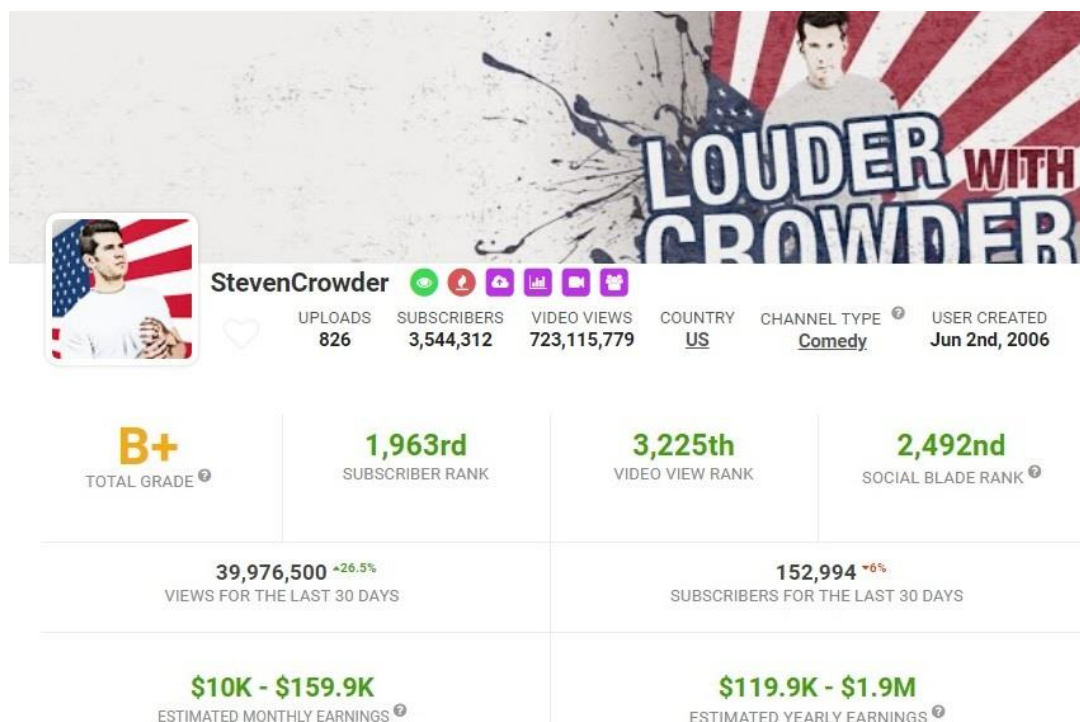 LOUDER WITH
CROWDER
StevenCrowder
UPLOADS SUBSCRIBERS VIDEO VIEWS COUNTRY CHANNEL TYPE ? USER CREATED
826 3,544,312 723,115,779 US Comedy Jun 2nd, 2006
B+ 1,963rd 3,225th 2,492nd
TOTAL GRADE ? SUBSCRIBER RANK VIDEO VIEW RANK SOCIAL BLADE RANK ?
39,976,500 26.5% 152,994 6%
VIEWS FOR THE LAST 30 DAYS SUBSCRIBERS FOR THE LAST 30 DAYS
$10K - $159.9K $119.9K - $1.9M
ESTIMATED MONTHLY EARNINGS ? ESTIMATED YEARLY EARNINGS ?